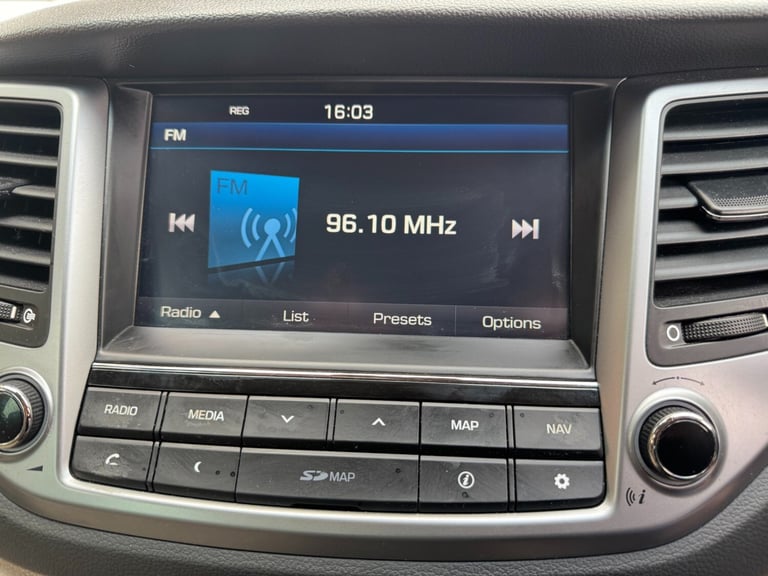 REG 16:03
FM
FM
96.10 MHz
Radio ▲ List Presets Options
RADIO MEDIA MAP NAV
SD MAP
i
i